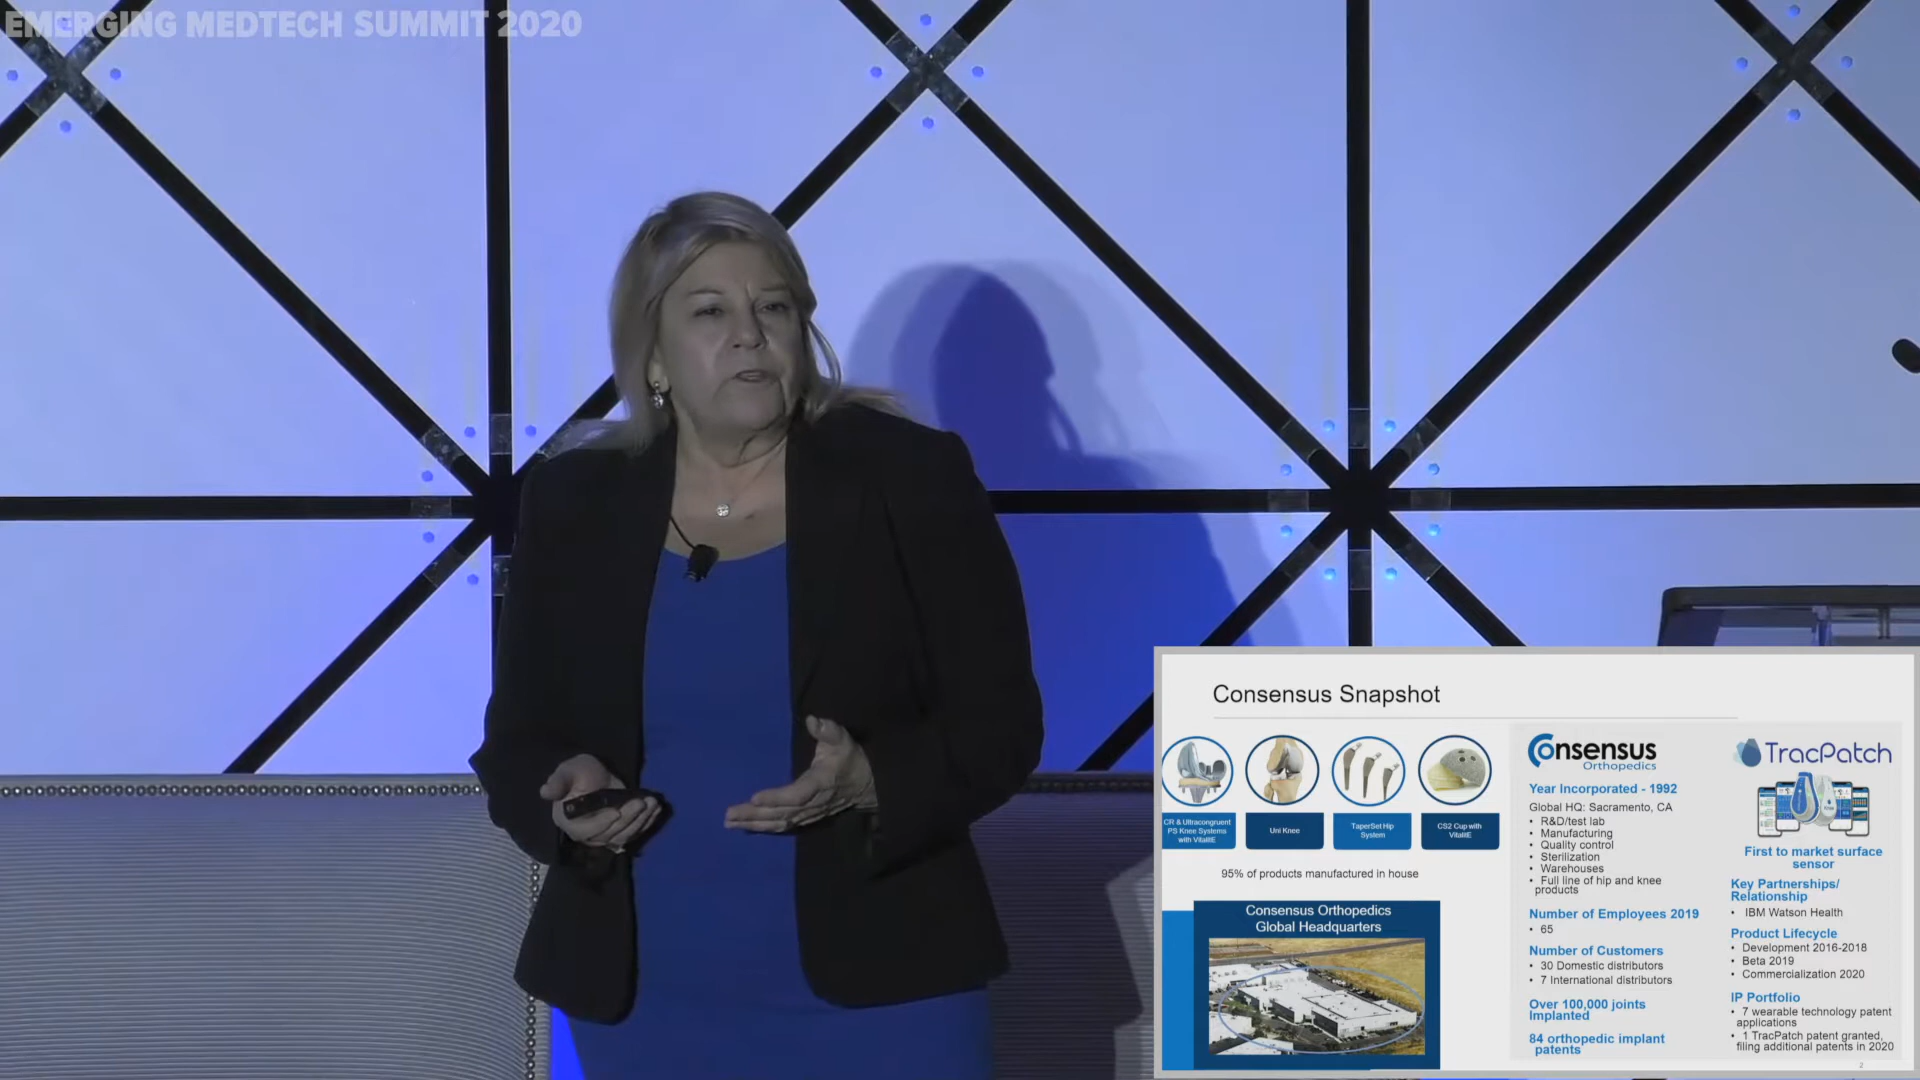 EMERGING MEDTECH SUMMIT 2020
Consensus Snapshot
CR & Ultracongruent
PS Knee Systems
with VitalitE
Uni Knee
TaperSet Hip
System
CS2 Cup with
VitalitE
95% of products manufactured in house
Consensus Orthopedics
Global Headquarters
Consensus
Orthopedics
Year Incorporated - 1992
Global HQ: Sacramento, CA
• R&D/test lab
• Manufacturing
• Quality control
• Sterilization
• Warehouses
• Full line of hip and knee
products
Number of Employees 2019
• 65
Number of Customers
• 30 Domestic distributors
• 7 International distributors
Over 100,000 joints
Implanted
84 orthopedic implant
patents
TracPatch
First to market surface
sensor
Key Partnerships/
Relationship
• IBM Watson Health
Product Lifecycle
• Development 2016-2018
• Beta 2019
• Commercialization 2020
IP Portfolio
• 7 wearable technology patent
applications
• 1 TracPatch patent granted,
filing additional patents in 2020
2